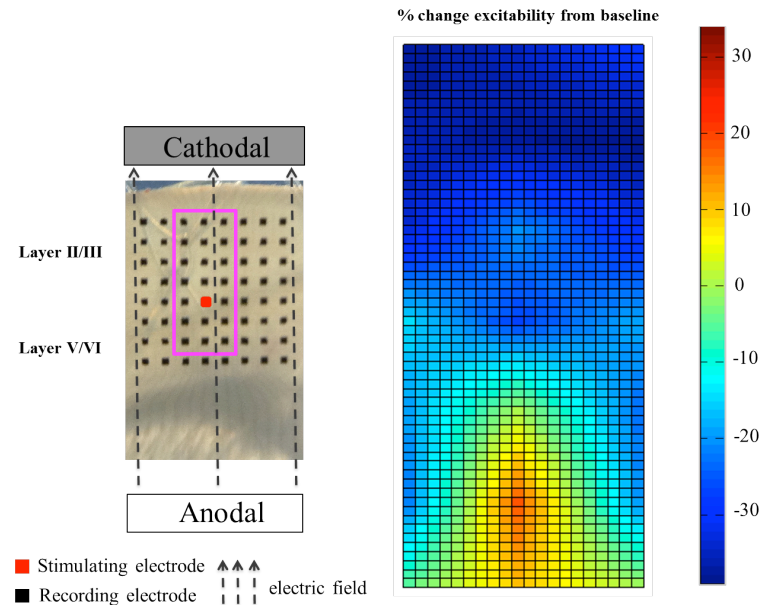 % change excitability from baseline
Cathodal
Layer II/III
Layer V/VI
Anodal
Stimulating electrode
Recording electrode
electric field
30
20
10
0
-10
-20
-30